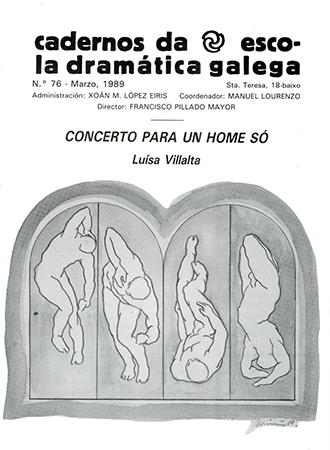 cadernos da esco-
la dramática galega
N.º 76 - Marzo, 1989 Sta. Teresa, 18-baixo
Administración: XOÁN M. LÓPEZ EIRIS Coordenador: MANUEL LOURENZO
Director: FRANCISCO PILLADO MAYOR
CONCERTO PARA UN HOME SÓ
Luísa Villalta